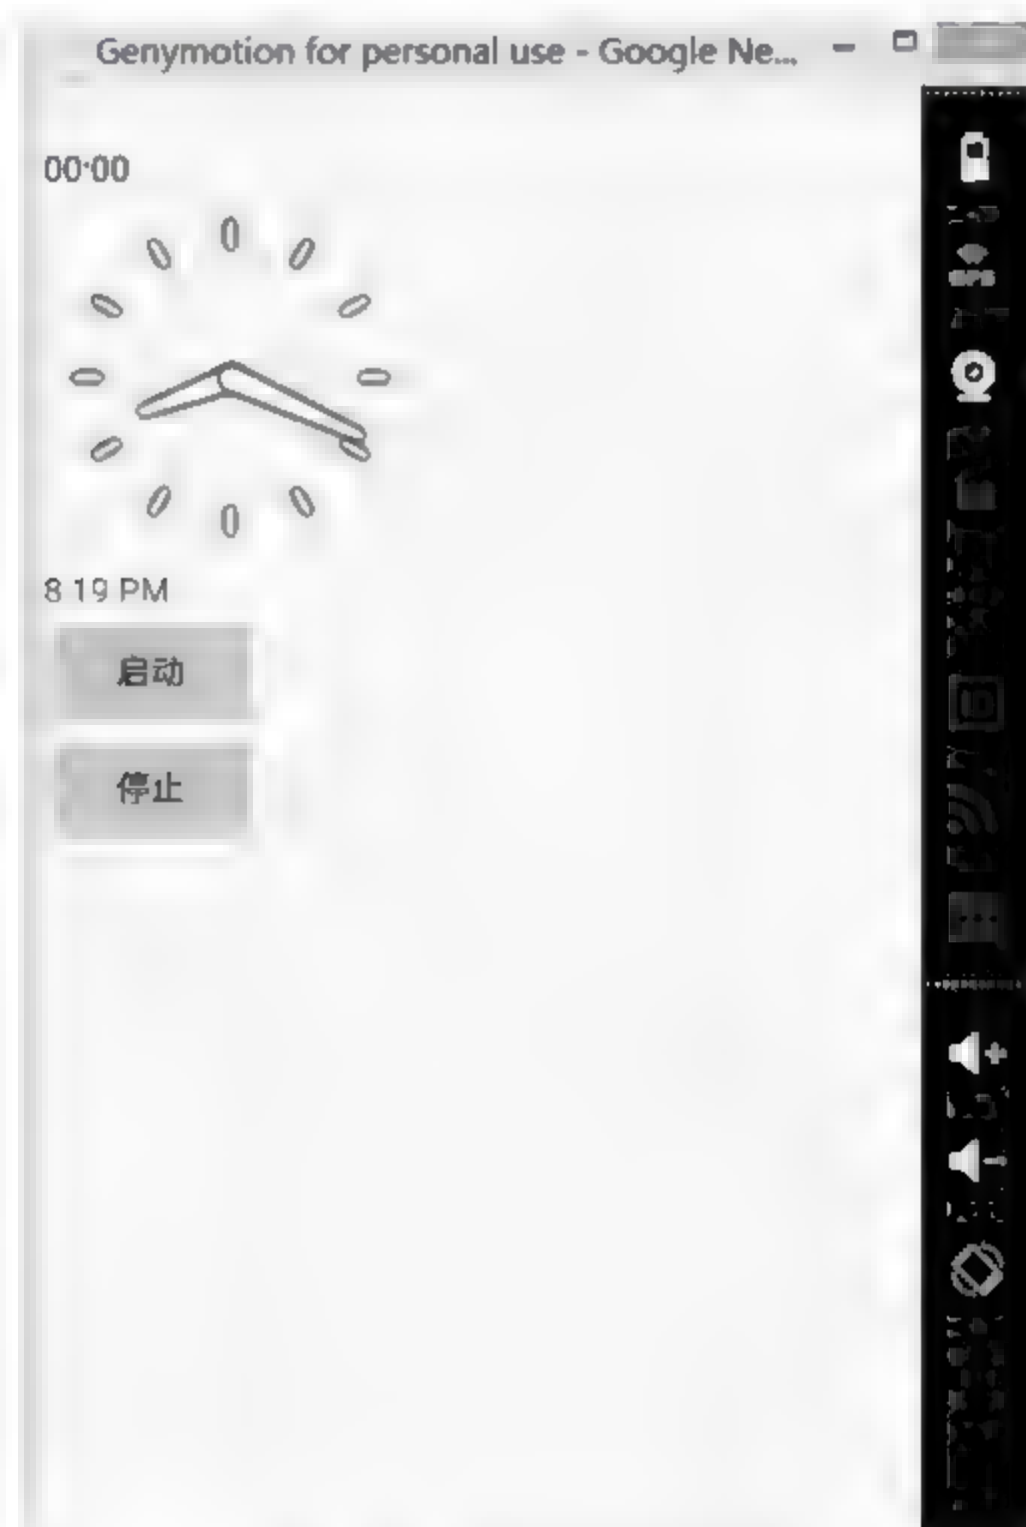 Genymotion for personal use - Google Ne...
00:00
8 19 PM
启动
停止